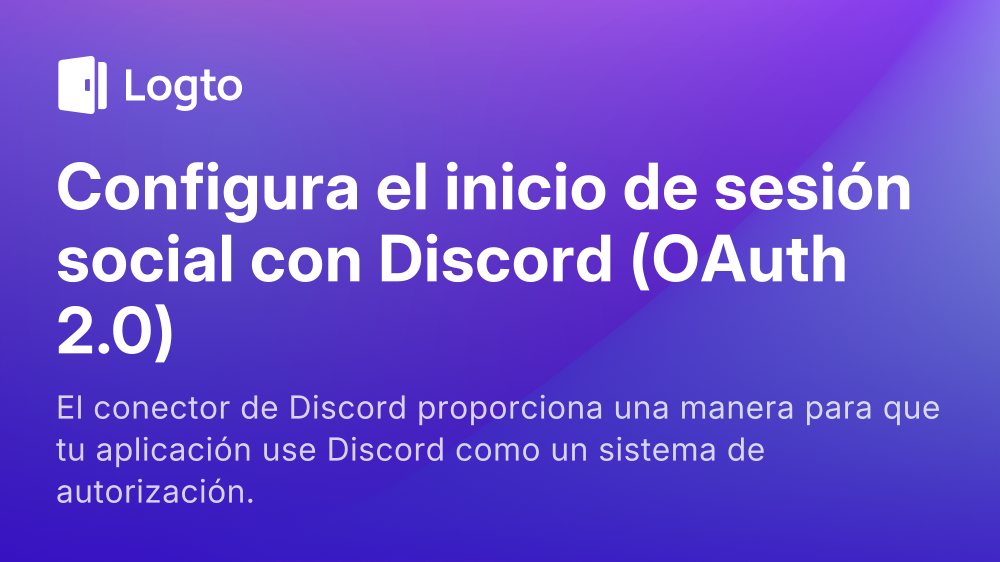 Logto
Configura el inicio de sesión
social con Discord (OAuth
2.0)
El conector de Discord proporciona una manera para que
tu aplicación use Discord como un sistema de
autorización.